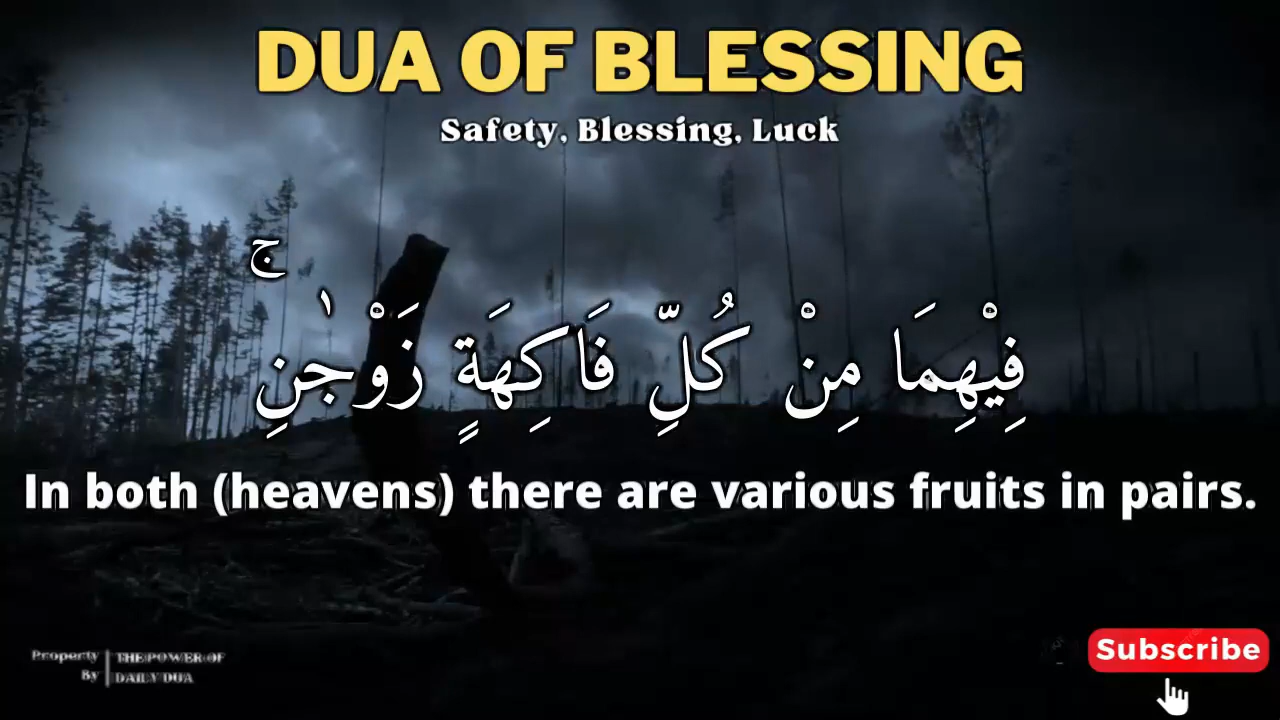 DUA OF BLESSING
Safety, Blessing, Luck
فِيْهِمَا مِنْ كُلِّ فَاكِهَةٍ زَوْجٰنِۚ
In both (heavens) there are various fruits in pairs.
Property By
THE POWER OF DAILY DUA
Subscribe